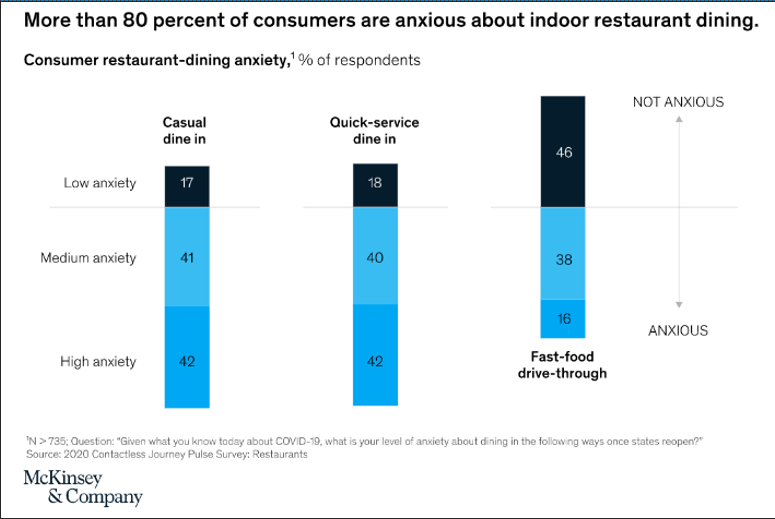 More than 80 percent of consumers are anxious about indoor restaurant dining.
Consumer restaurant-dining anxiety,¹ % of respondents
Casual
dine in
Quick-service
dine in
NOT ANXIOUS
46
Low anxiety
17
18
Medium anxiety
41
40
38
16
ANXIOUS
High anxiety
42
42
Fast-food
drive-through
¹N > 735; Question: “Given what you know today about COVID-19, what is your level of anxiety about dining in the following ways once states reopen?”
Source: 2020 Contactless Journey Pulse Survey: Restaurants
McKinsey
& Company